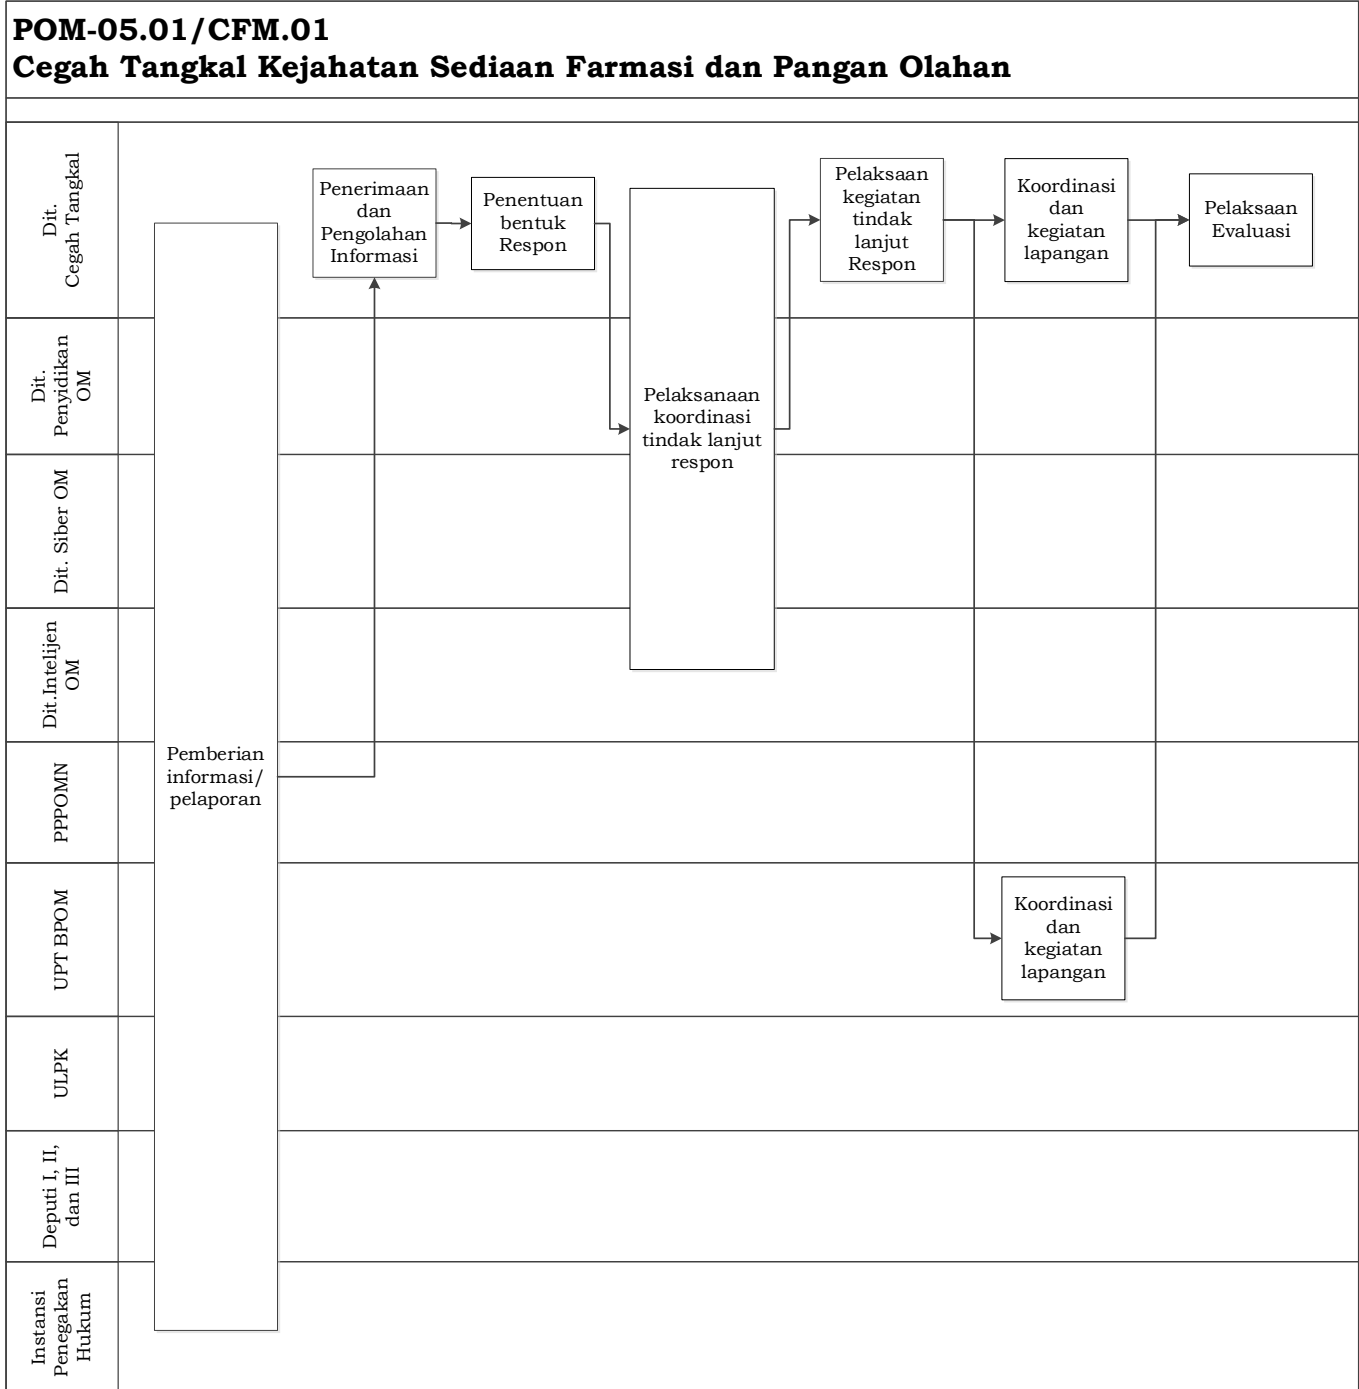 POM-05.01/CFM.01
Cegah Tangkal Kejahatan Sediaan Farmasi dan Pangan Olahan
Dit.
Cegah Tangkal
Penerimaan
dan
Pengolahan
Informasi
Penentuan
bentuk
Respon
Pelaksaan
kegiatan
tindak
lanjut
Respon
Koordinasi
dan
kegiatan
lapangan
Pelaksaan
Evaluasi
Dit.
Penyidikan
OM
Pelaksanaan
koordinasi
tindak lanjut
respon
Dit. Siber OM
Dit.Intelijen
OM
PPPOMN
Pemberian
informasi/
pelaporan
UPT BPOM
Koordinasi
dan
kegiatan
lapangan
ULPK
Deputi I, II,
dan III
Instansi
Penegakan
Hukum